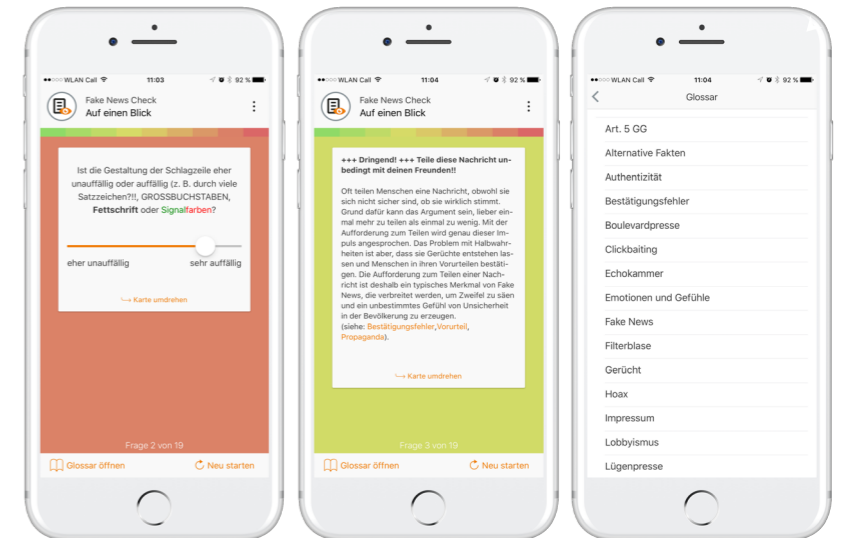 ●●○○○ WLAN Call 11:03 92 %
Fake News Check
Auf einen Blick
Ist die Gestaltung der Schlagzeile eher
unauffällig oder auffällig (z. B. durch viele
Satzzeichen?!!, GROSSBUCHSTABEN,
Fettschrift oder Signalfarben?
eher unauffällig sehr auffällig
Karte umdrehen
Frage 2 von 19
Glossar öffnen Neu starten
●●○○○ WLAN Call 11:04 92 %
Fake News Check
Auf einen Blick
+++ Dringend! +++ Teile diese Nachricht un-
bedingt mit deinen Freunden!!
Oft teilen Menschen eine Nachricht, obwohl sie
sich nicht sicher sind, ob sie wirklich stimmt.
Grund dafür kann das Argument sein, lieber ein-
mal mehr zu teilen als einmal zu wenig. Mit der
Aufforderung zum Teilen wird genau dieser Im-
puls angesprochen. Das Problem mit Halbwahr-
heiten ist aber, dass sie Gerüchte entstehen las-
sen und Menschen in ihren Vorurteilen bestäti-
gen. Die Aufforderung zum Teilen einer Nach-
richt ist deshalb ein typisches Merkmal von Fake
News, die verbreitet werden, um Zweifel zu säen
und ein unbestimmtes Gefühl von Unsicherheit
in der Bevölkerung zu erzeugen.
(siehe: Bestätigungsfehler,Vorurteil,
Propaganda).
Karte umdrehen
Frage 3 von 19
Glossar öffnen Neu starten
●●○○○ WLAN Call 11:04 92 %
Glossar
Art. 5 GG
Alternative Fakten
Authentizität
Bestätigungsfehler
Boulevardpresse
Clickbaiting
Echokammer
Emotionen und Gefühle
Fake News
Filterblase
Gerücht
Hoax
Impressum
Lobbyismus
Lügenpresse